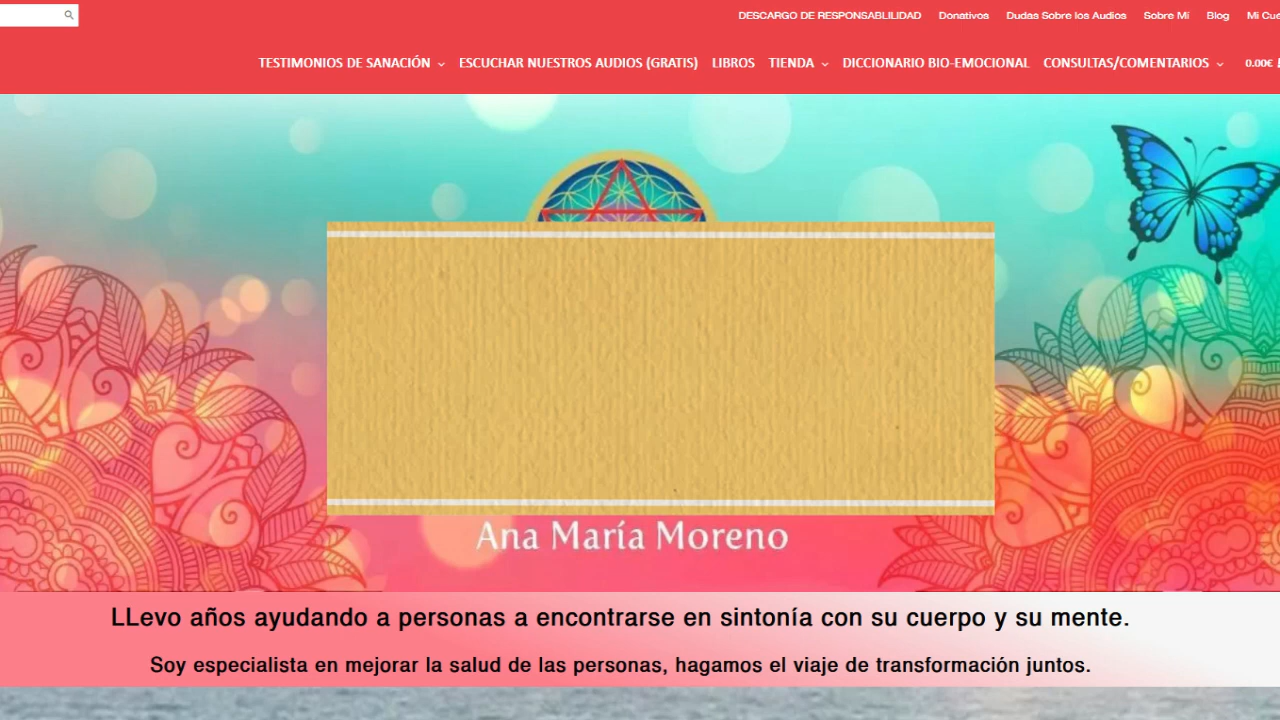 DESCARGO DE RESPONSABLILIDAD Donativos Dudas Sobre los Audios Sobre Mí Blog Mi
TESTIMONIOS DE SANACIÓN ESCUCHAR NUESTROS AUDIOS (GRATIS) LIBROS TIENDA DICCIONARIO BIO-EMOCIONAL CONSULTAS/COMENTARIOS 0.00€
Ana María Moreno
LLevo años ayudando a personas a encontrarse en sintonía con su cuerpo y su mente.
Soy especialista en mejorar la salud de las personas, hagamos el viaje de transformación juntos.